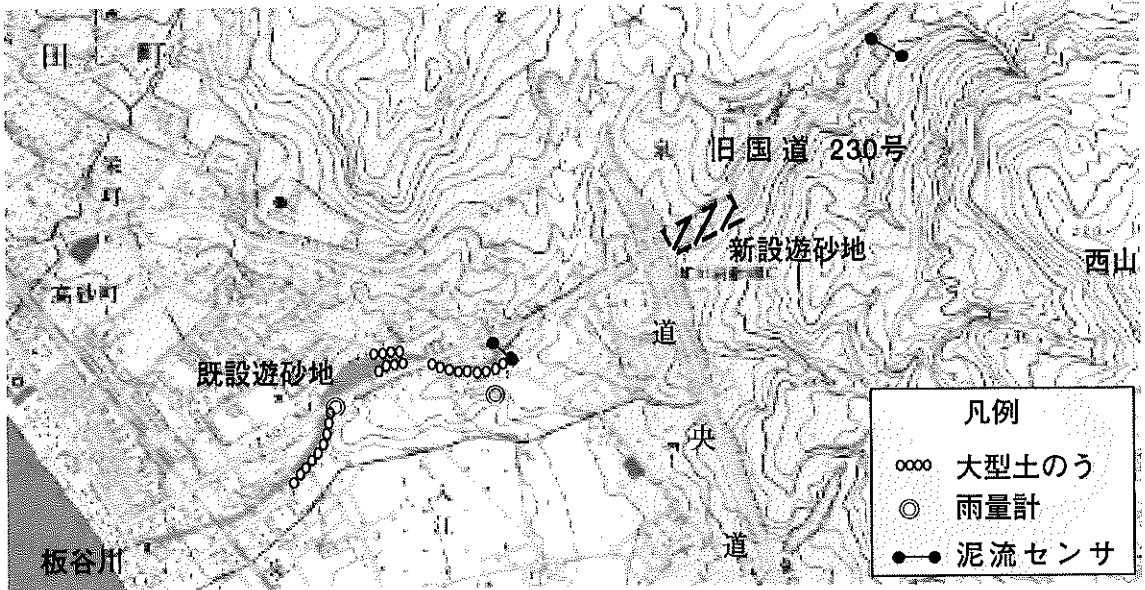 町
旧国道 230号
新設遊砂地
西山
高砂町
道
既設遊砂地
央
道
板谷川
凡例
大型土のう
雨量計
泥流センサ